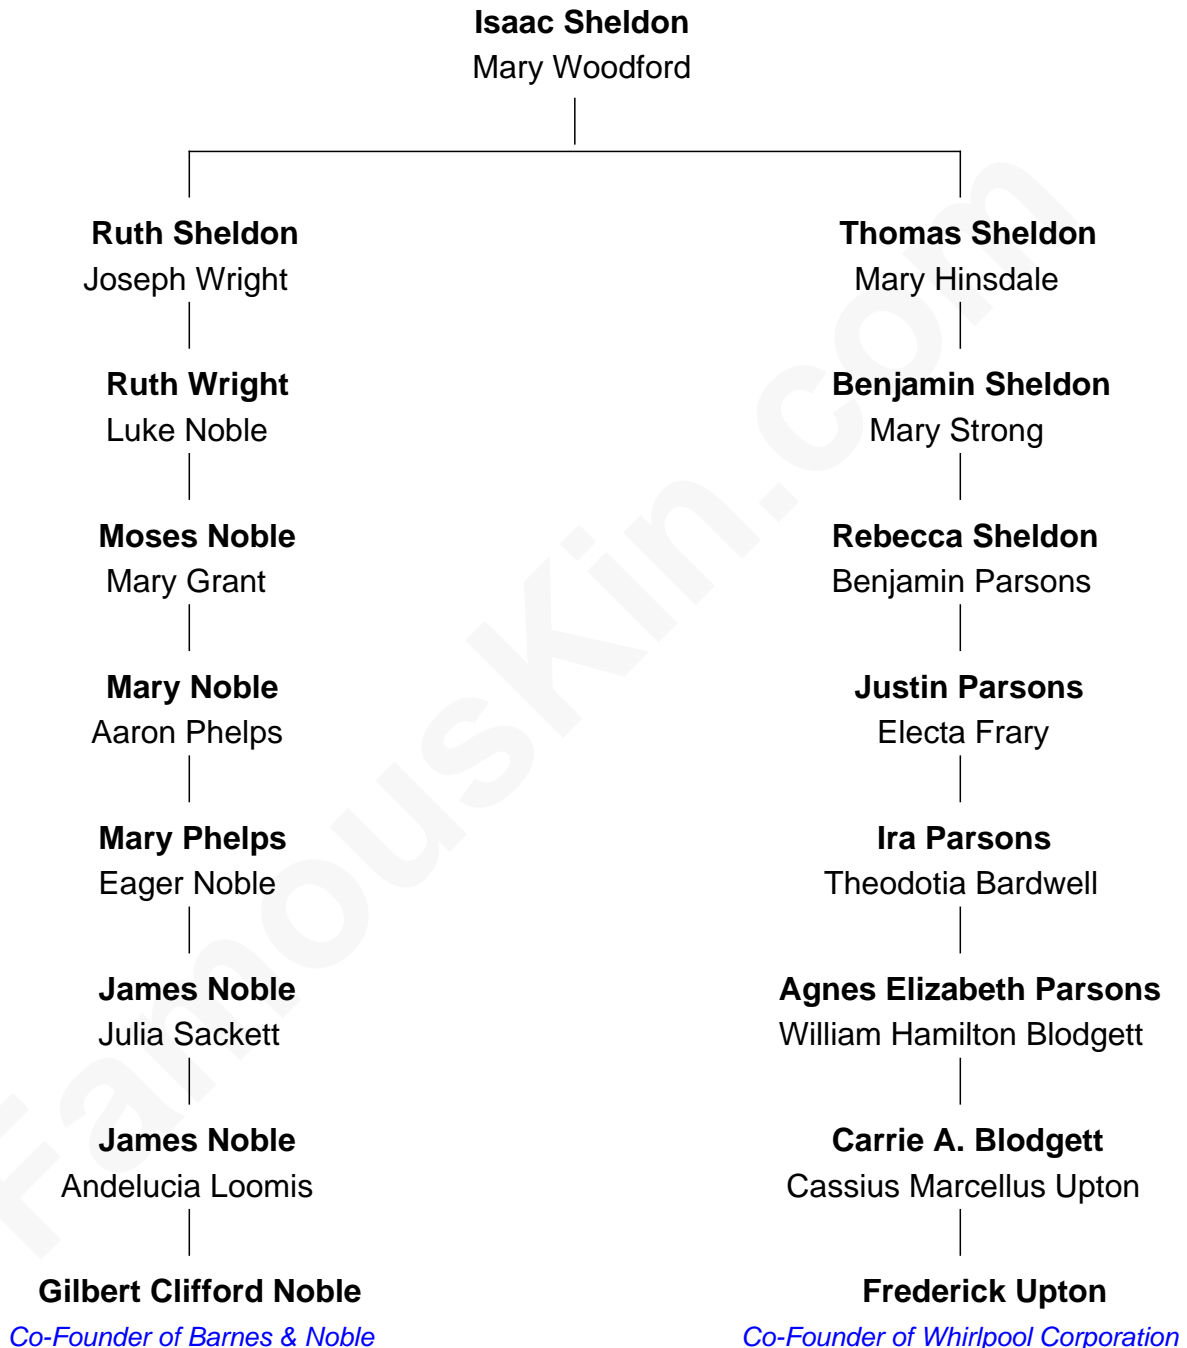 Isaac Sheldon
Mary Woodford
Ruth Sheldon
Joseph Wright
Thomas Sheldon
Mary Hinsdale
Ruth Wright
Luke Noble
Benjamin Sheldon
Mary Strong
Moses Noble
Mary Grant
Rebecca Sheldon
Benjamin Parsons
Mary Noble
Aaron Phelps
Justin Parsons
Electa Frary
Mary Phelps
Eager Noble
Ira Parsons
Theodotia Bardwell
James Noble
Julia Sackett
Agnes Elizabeth Parsons
William Hamilton Blodgett
James Noble
Andelucia Loomis
Carrie A. Blodgett
Cassius Marcellus Upton
Gilbert Clifford Noble
Co-Founder of Barnes & Noble
Frederick Upton
Co-Founder of Whirlpool Corporation
FamousKin.com